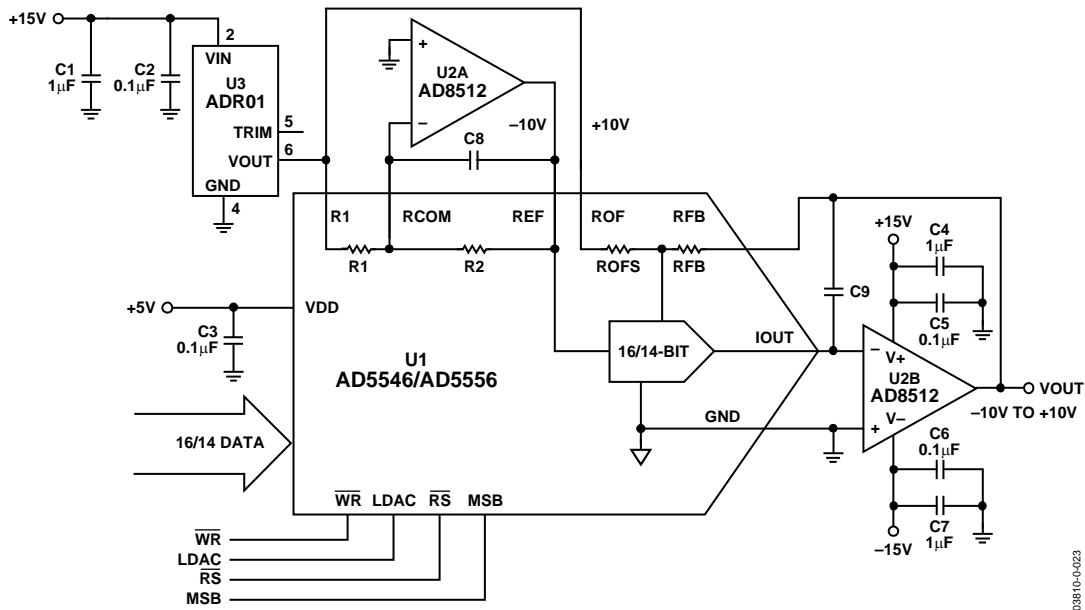 +15V
2
VIN
C1
1µF
C2
0.1µF
U3
ADR01
TRIM
5
VOUT
6
GND
4
+
U2A
AD8512
–
–10V
+10V
C8
R1
RCOM
REF
ROF
RFB
R1
R2
ROFS
RFB
+15V
C4
1µF
C5
0.1µF
C9
+5V
VDD
C3
0.1µF
U1
AD5546/AD5556
16/14-BIT
IOUT
–
V+
U2B
AD8512
VOUT
–10V TO +10V
GND
V–
+
C6
0.1µF
C7
1µF
–15V
16/14 DATA
WR LDAC RS MSB
WR
LDAC
RS
MSB
03810-0-023